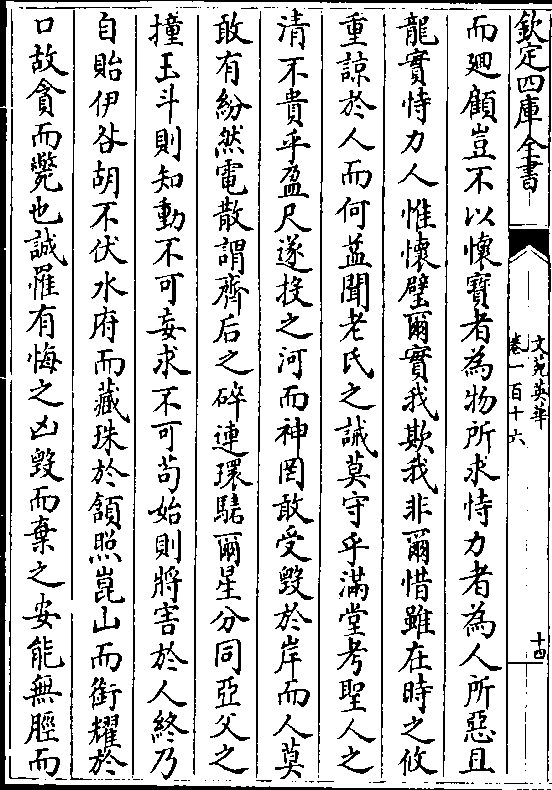 欽定四庫全書
文苑英華
卷一百十六
十四
而廻顧豈不以懷寶者為物所求恃力者為人所惡且
龍實恃力人惟懷璧爾實我欺我非爾惜雖在時之攸
重諒於人而何益聞老氏之誡莫守乎滿堂考聖人之
清不貴乎盈尺遂投之河而神罔敢受毀於岸而人莫
敢有紛然電散謂齊后之碎連環䮤爾星分同亞父之
撞玉斗則知動不可妄求不可苟始則將害於人終乃
自貽伊咎胡不伏水府而藏珠於頷照崑山而銜耀於
口故貪而斃也誠罹有悔之凶毀而棄之安能無脛而